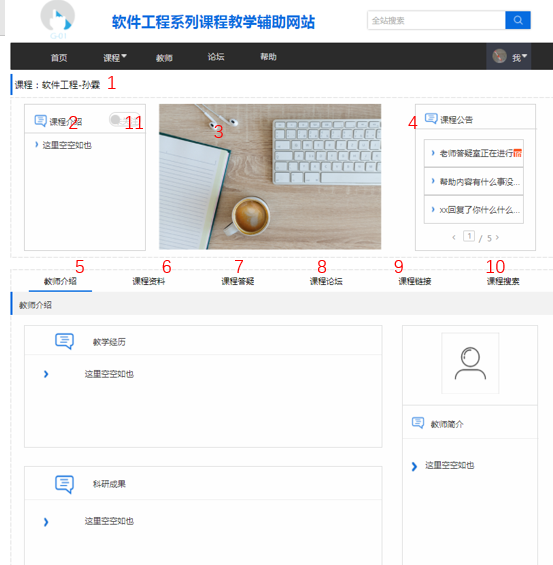 软件工程系列课程教学辅助网站
全站搜索
首页 课程 教师 论坛 帮助 我
课程：软件工程-孙霖 1
课程介绍 2 11
这里空空如也
3
4 课程公告
老师答疑室正在进行
帮助内容有什么事没...
xx回复了你什么什么...
1 / 5
5 6 7 8 9 10
教师介绍 课程资料 课程答疑 课程论坛 课程链接 课程搜索
教师介绍
教学经历
这里空空如也
教师简介
这里空空如也
科研成果
这里空空如也